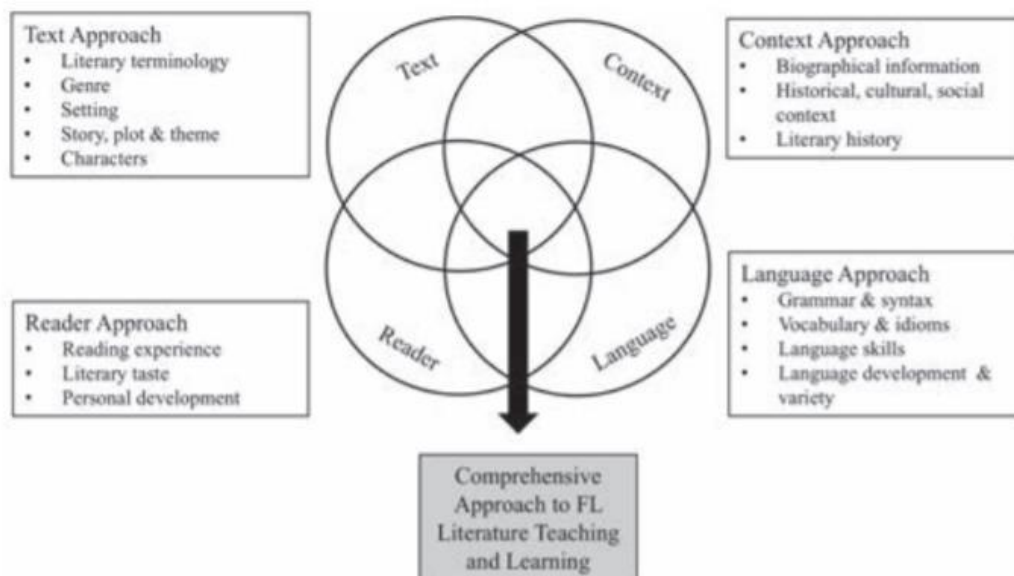 Text Approach
• Literary terminology
• Genre
• Setting
• Story, plot & theme
• Characters
Text
Context
Context Approach
• Biographical information
• Historical, cultural, social
context
• Literary history
Reader Approach
• Reading experience
• Literary taste
• Personal development
Reader
Language
Language Approach
• Grammar & syntax
• Vocabulary & idioms
• Language skills
• Language development &
variety
Comprehensive
Approach to FL
Literature Teaching
and Learning